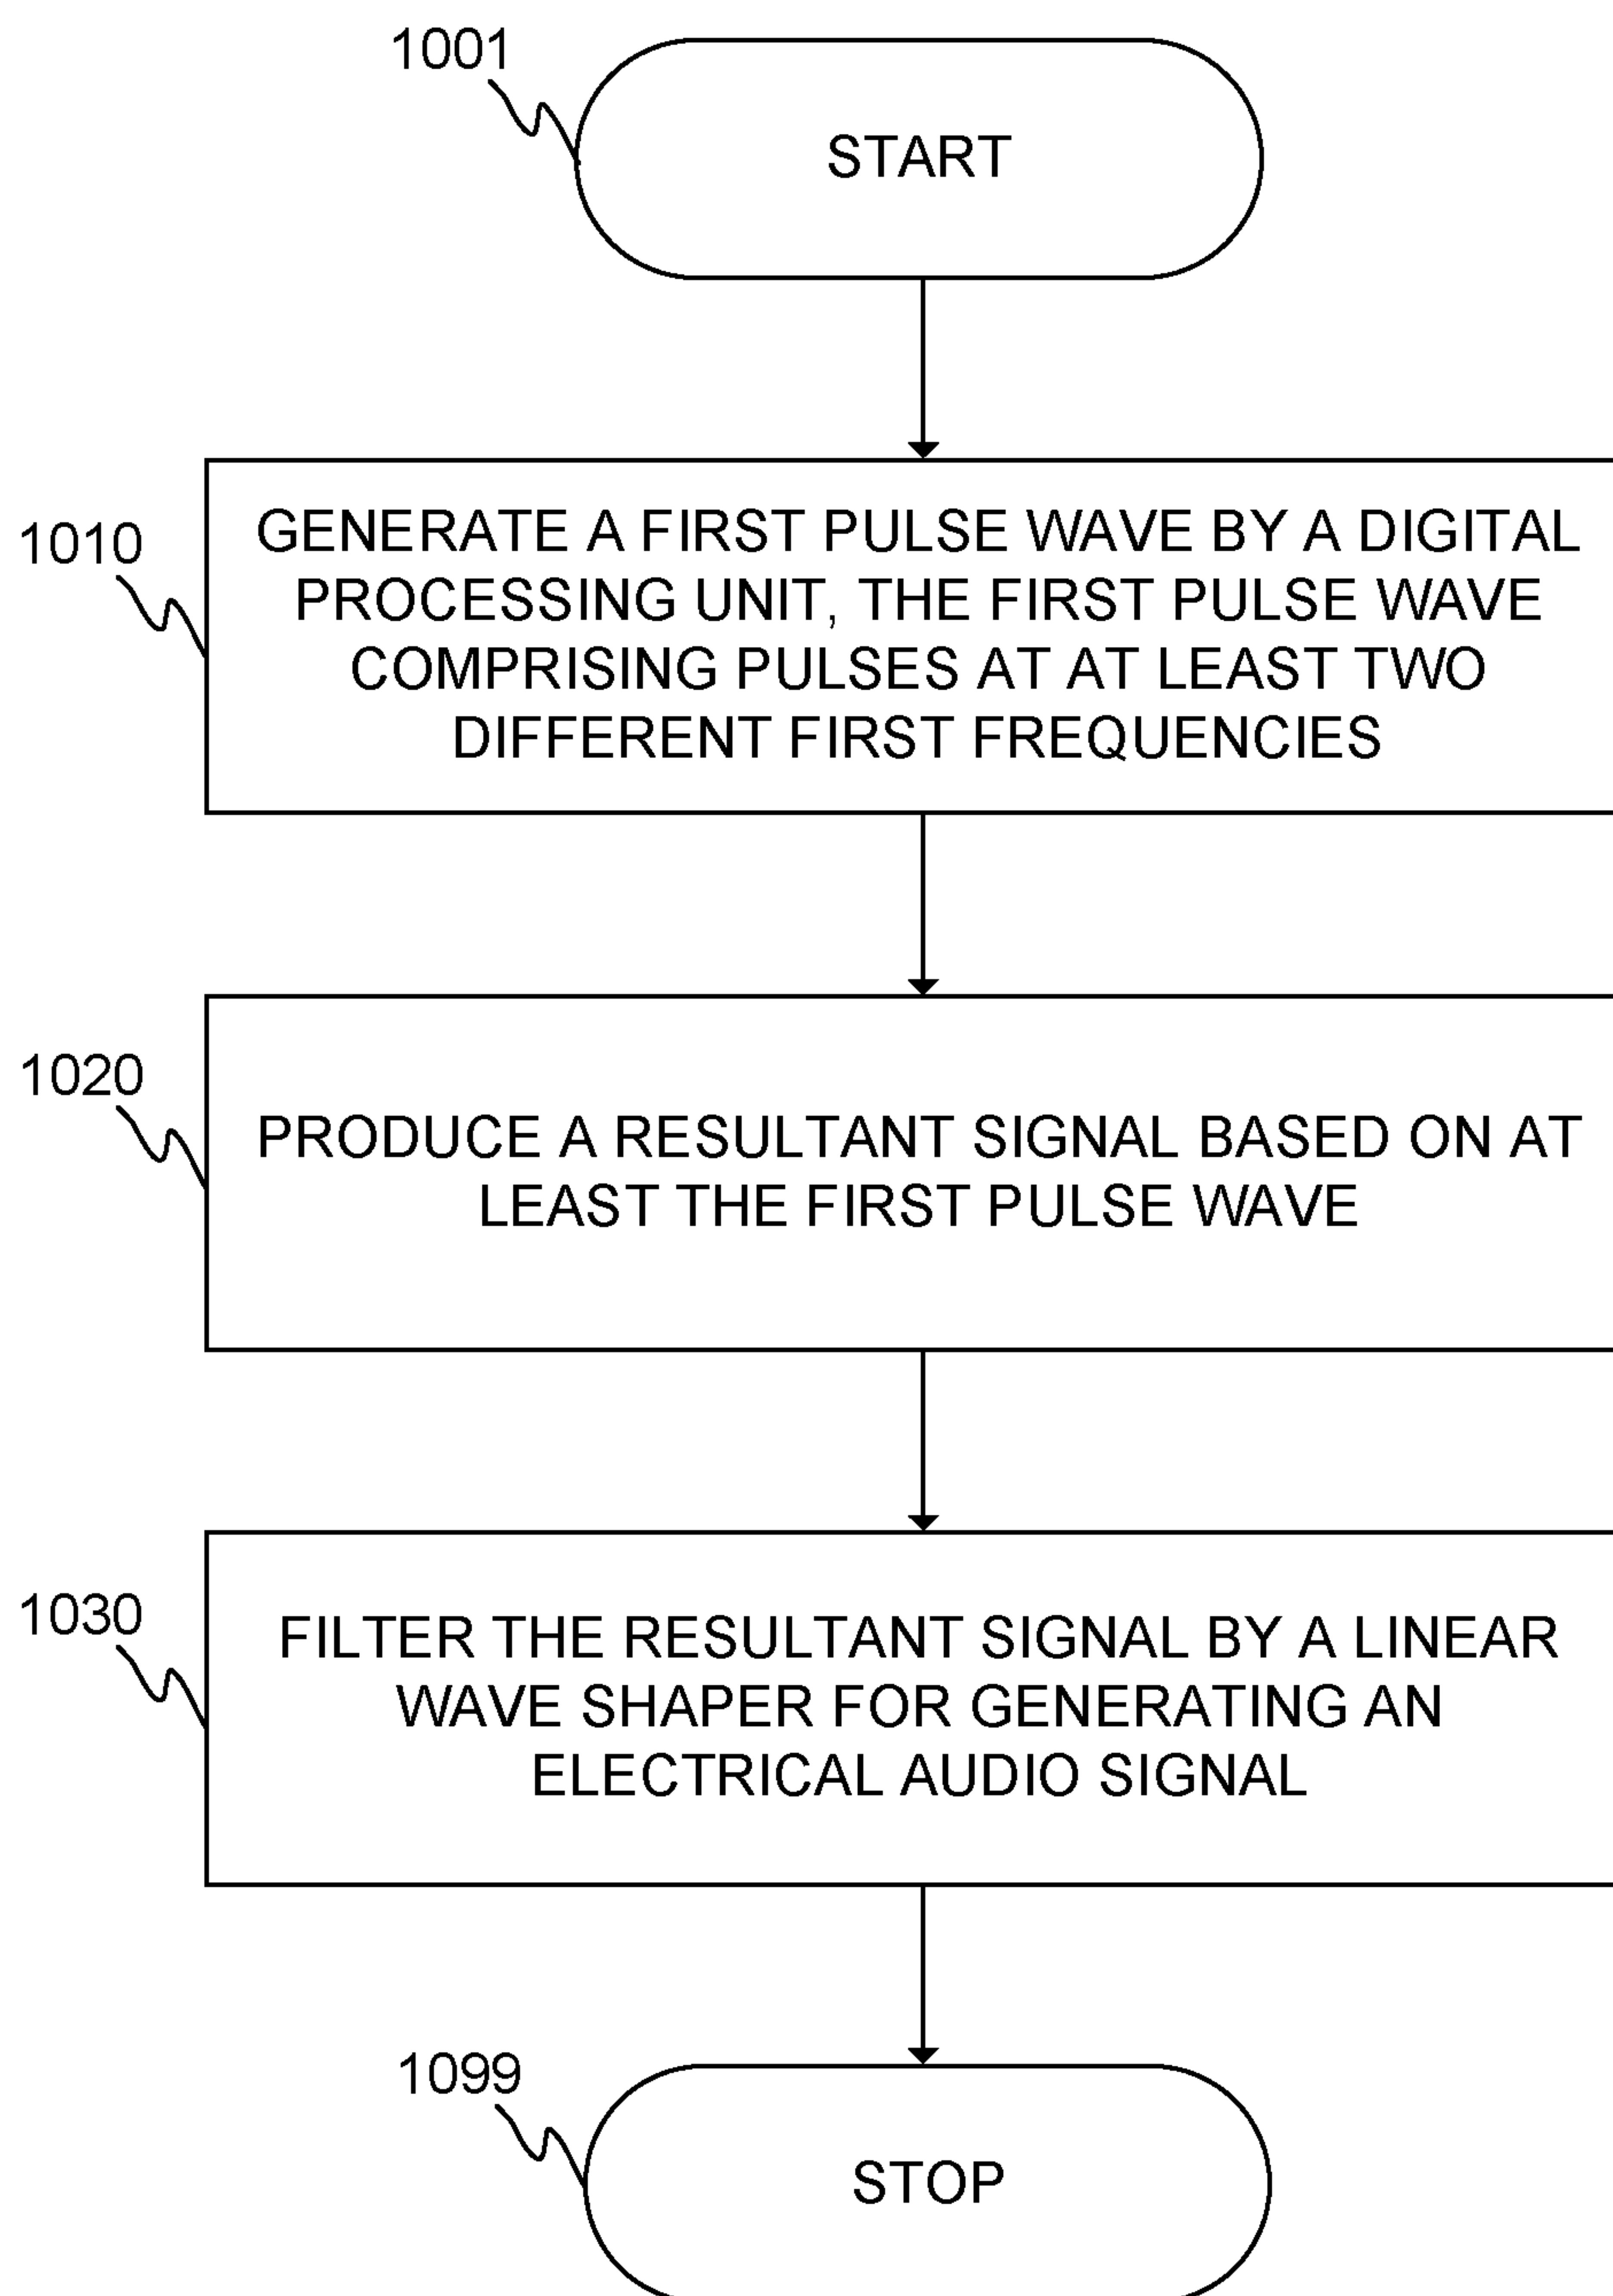 1001
START
1010
GENERATE A FIRST PULSE WAVE BY A DIGITAL
PROCESSING UNIT, THE FIRST PULSE WAVE
COMPRISING PULSES AT AT LEAST TWO
DIFFERENT FIRST FREQUENCIES
1020
PRODUCE A RESULTANT SIGNAL BASED ON AT
LEAST THE FIRST PULSE WAVE
1030
FILTER THE RESULTANT SIGNAL BY A LINEAR
WAVE SHAPER FOR GENERATING AN
ELECTRICAL AUDIO SIGNAL
1099
STOP